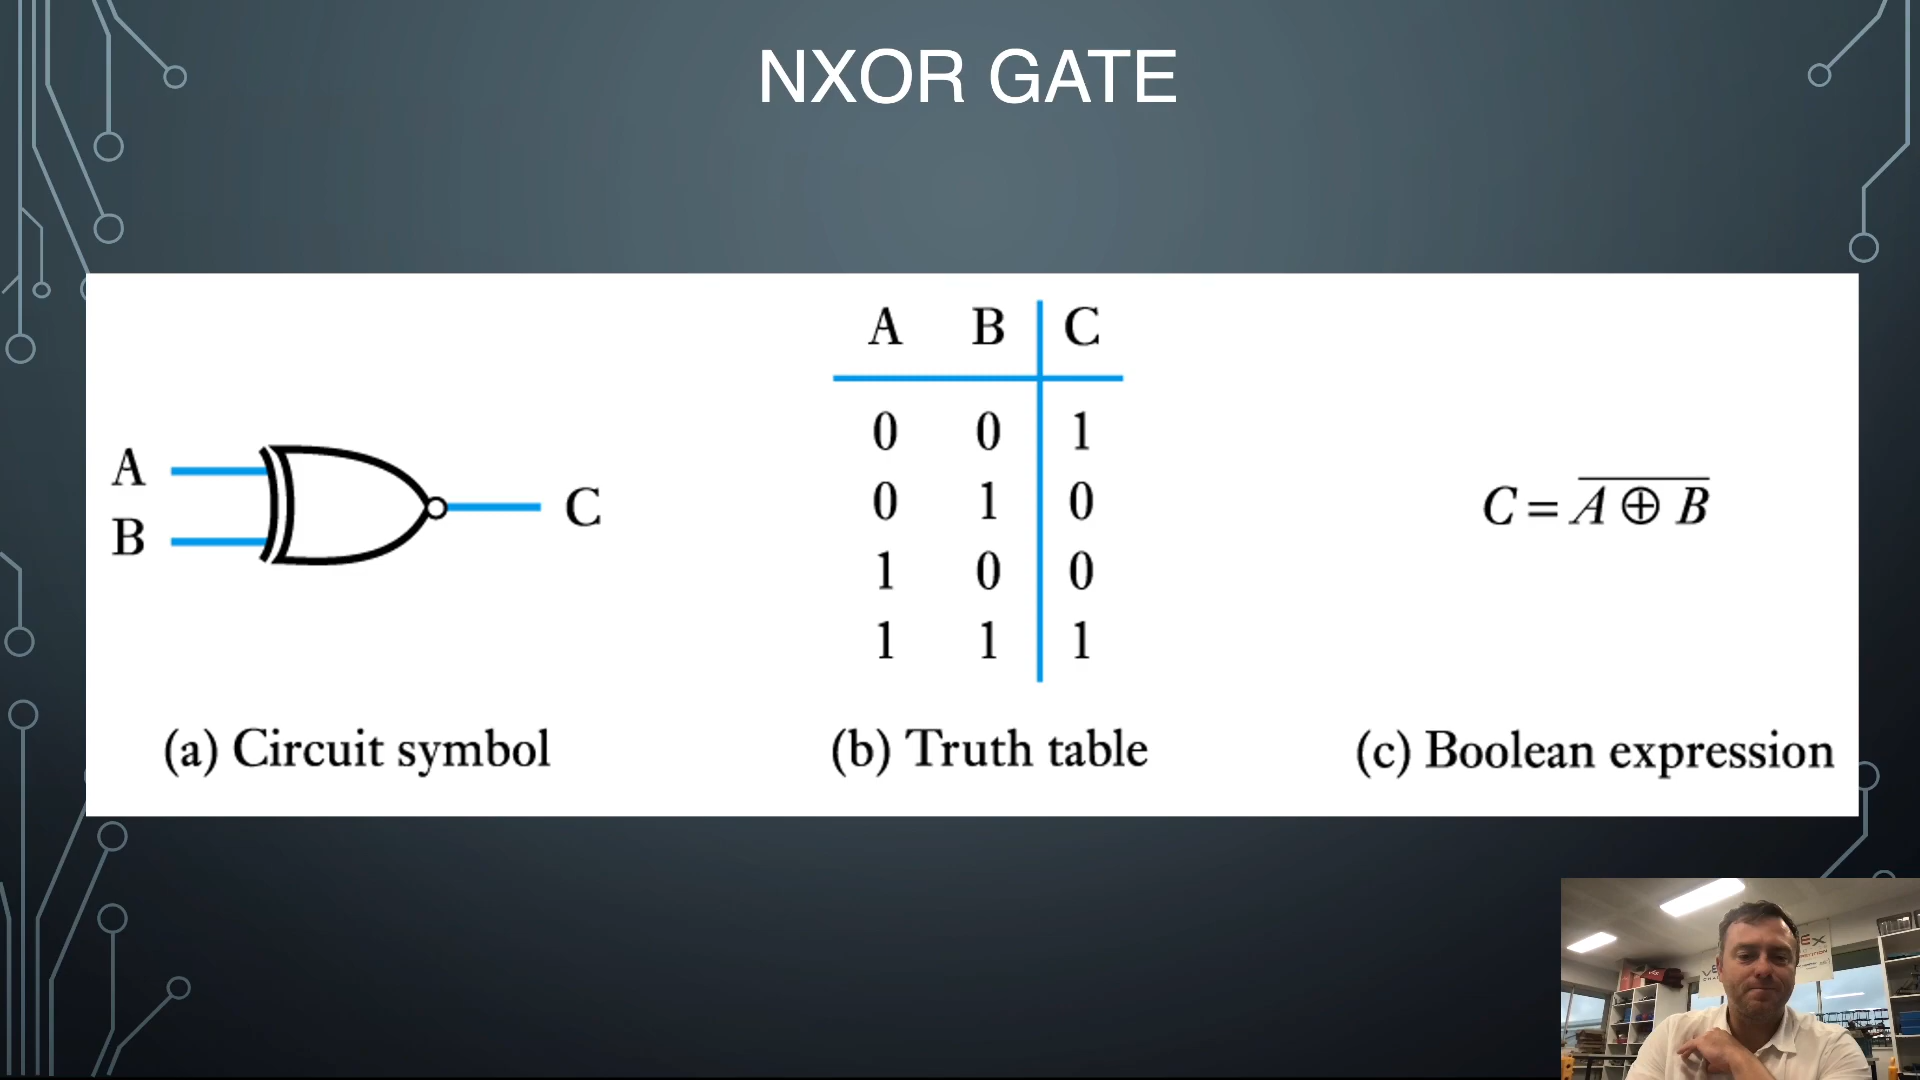 NXOR GATE
A B C
0 0 1
0 1 0
1 0 0
1 1 1
A
B
C
C = \overline{A ⊕ B}
(a) Circuit symbol
(b) Truth table
(c) Boolean expression